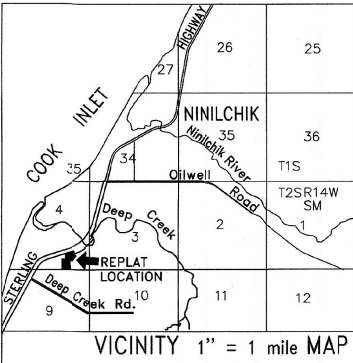 HIGHWAY
26
25
27
COOK INLET
NINILCHIK
Ninilchik River
35
36
34
35
T1S
Oilwell Road
T2S R14W
SM
4
Deep Creek
3
2
1
REPLAT
LOCATION
STERLING
Deep Creek Rd.
9
10
11
12
VICINITY 1" = 1 mile MAP